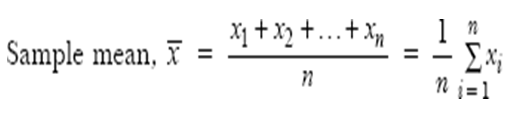 Sample mean, x̅ = (x₁ + x₂ + … + xₙ) / n = (1/n) ∑ᵢ₌₁ⁿ xᵢ